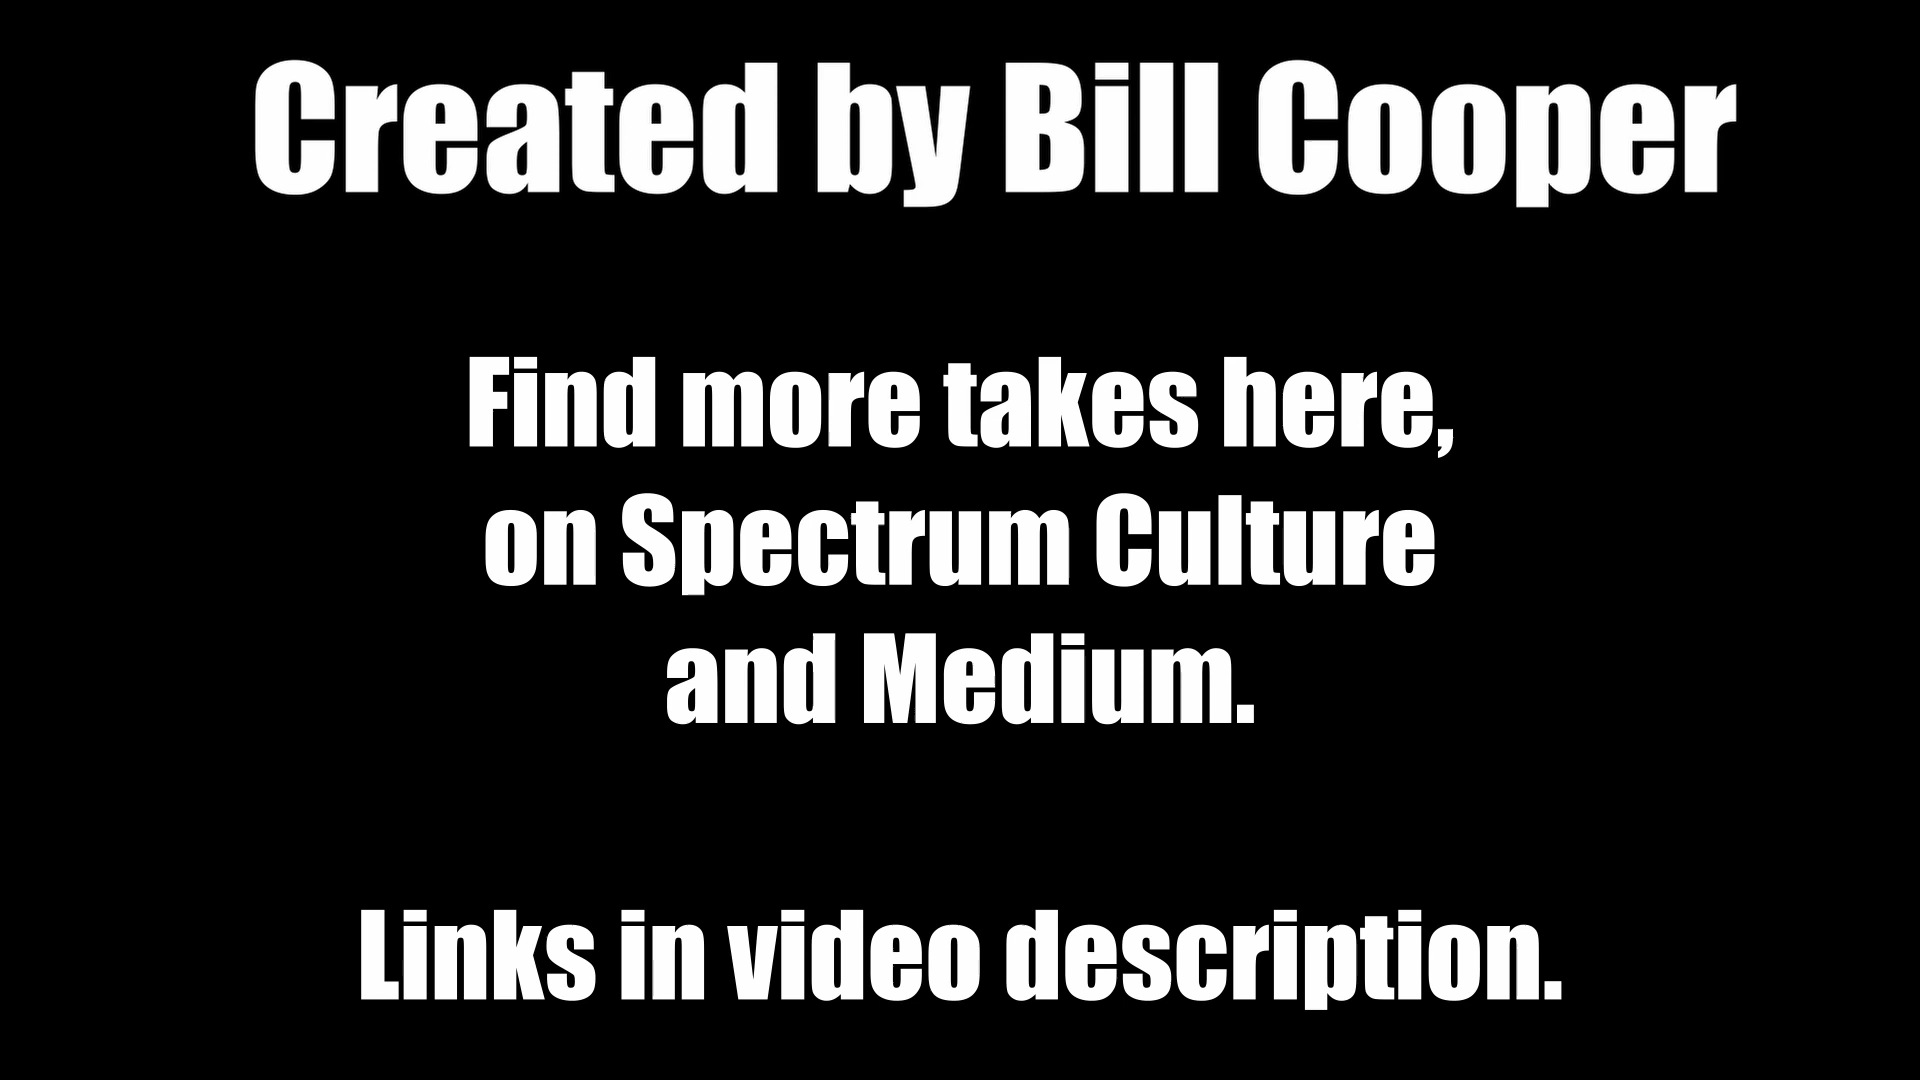 Created by Bill Cooper
Find more takes here,
on Spectrum Culture
and Medium.
Links in video description.